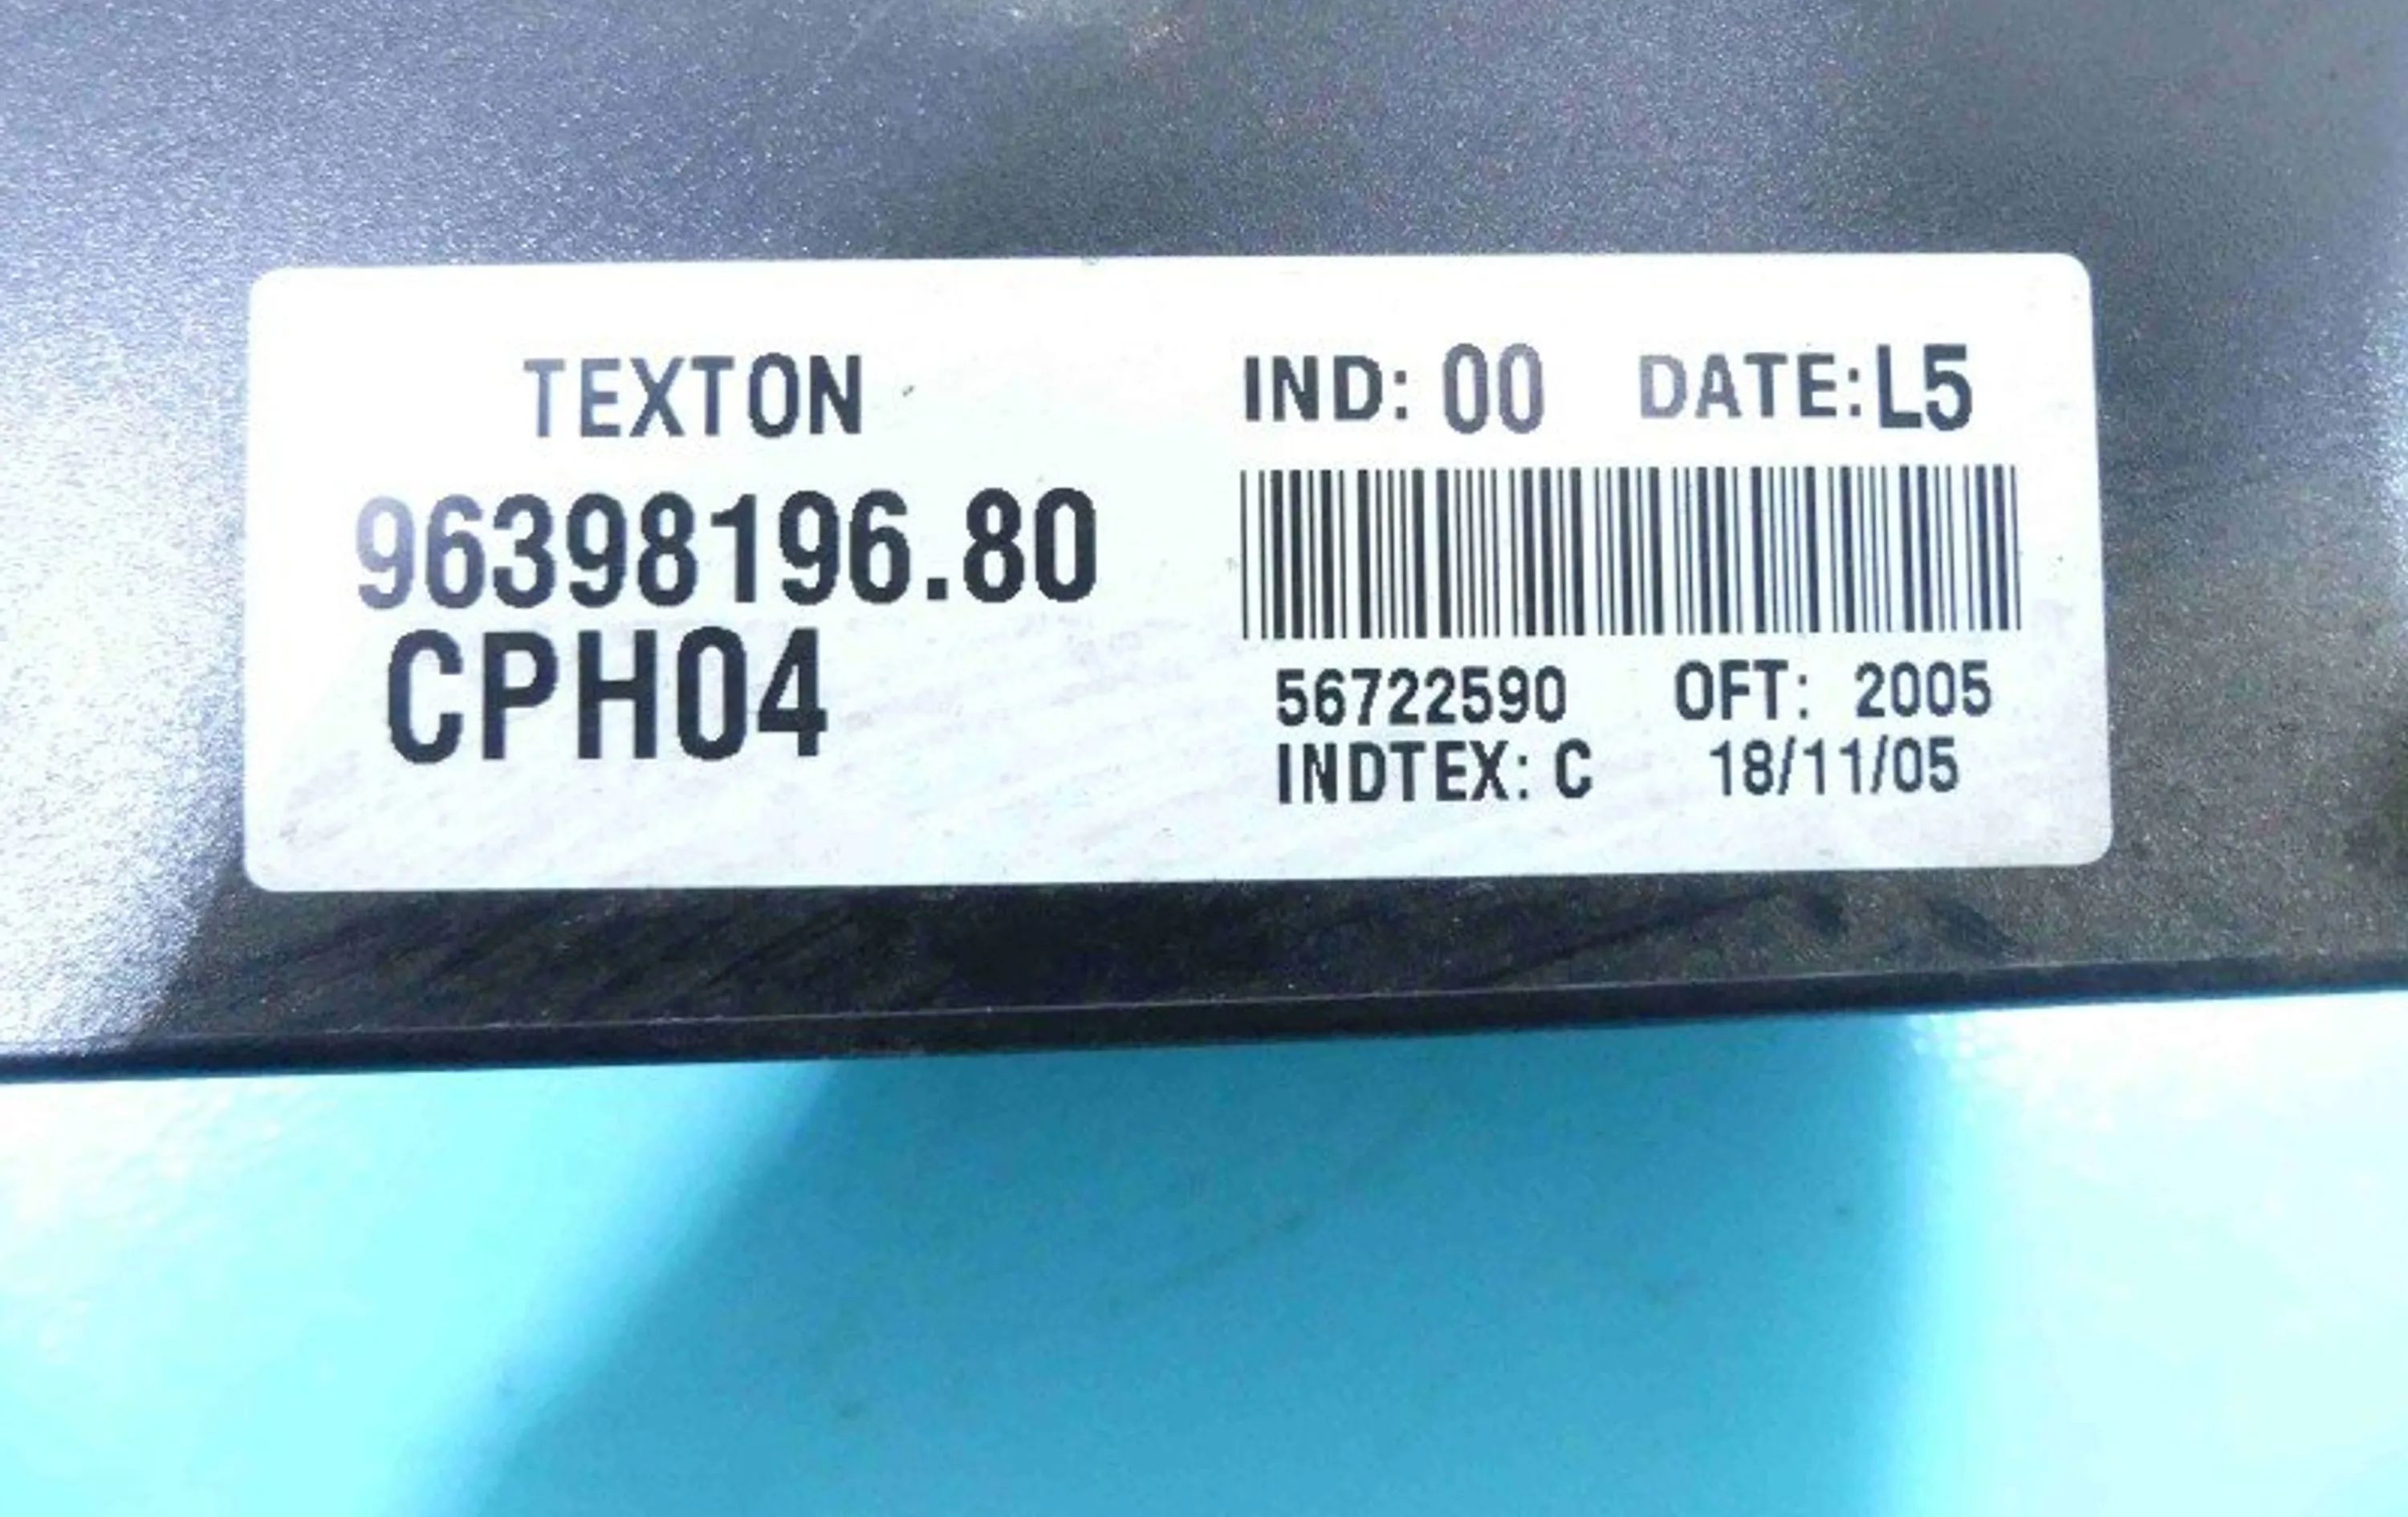 TEXTON
96398196.80
CPH04
IND: 00 DATE:L5
56722590 OFT: 2005
INDTEX: C 18/11/05